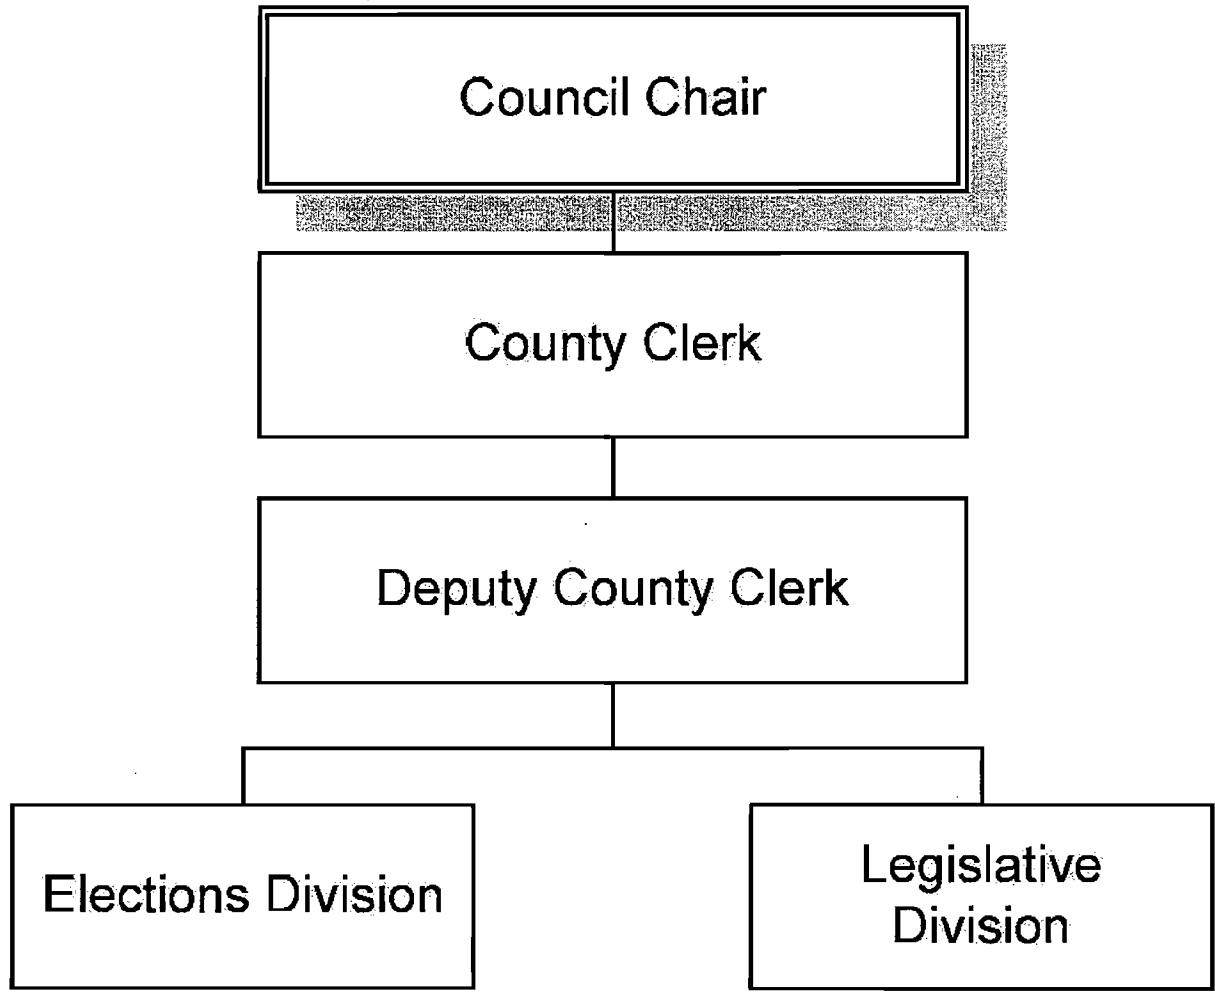 Council Chair
County Clerk
Deputy County Clerk
Elections Division
Legislative
Division